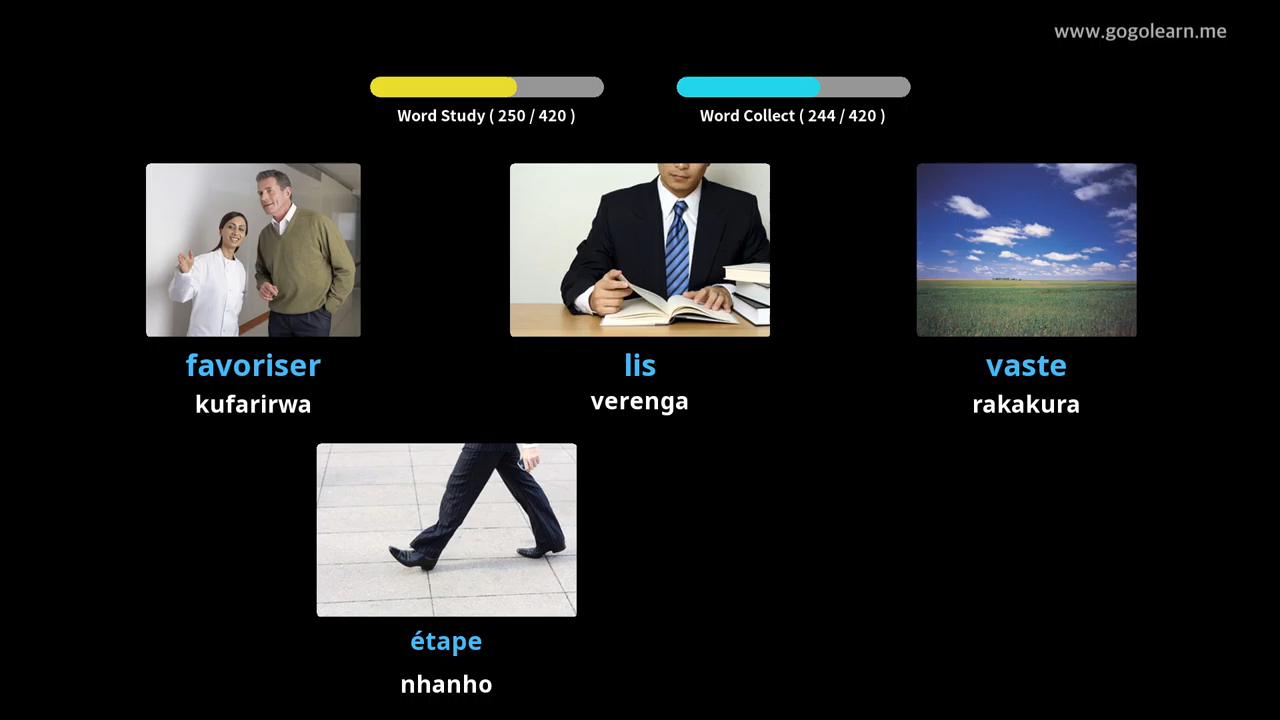 www.gogolearn.me
Word Study ( 250 / 420 )
Word Collect ( 244 / 420 )
favoriser
kufarirwa
lis
verenga
vaste
rakakura
étape
nhanho